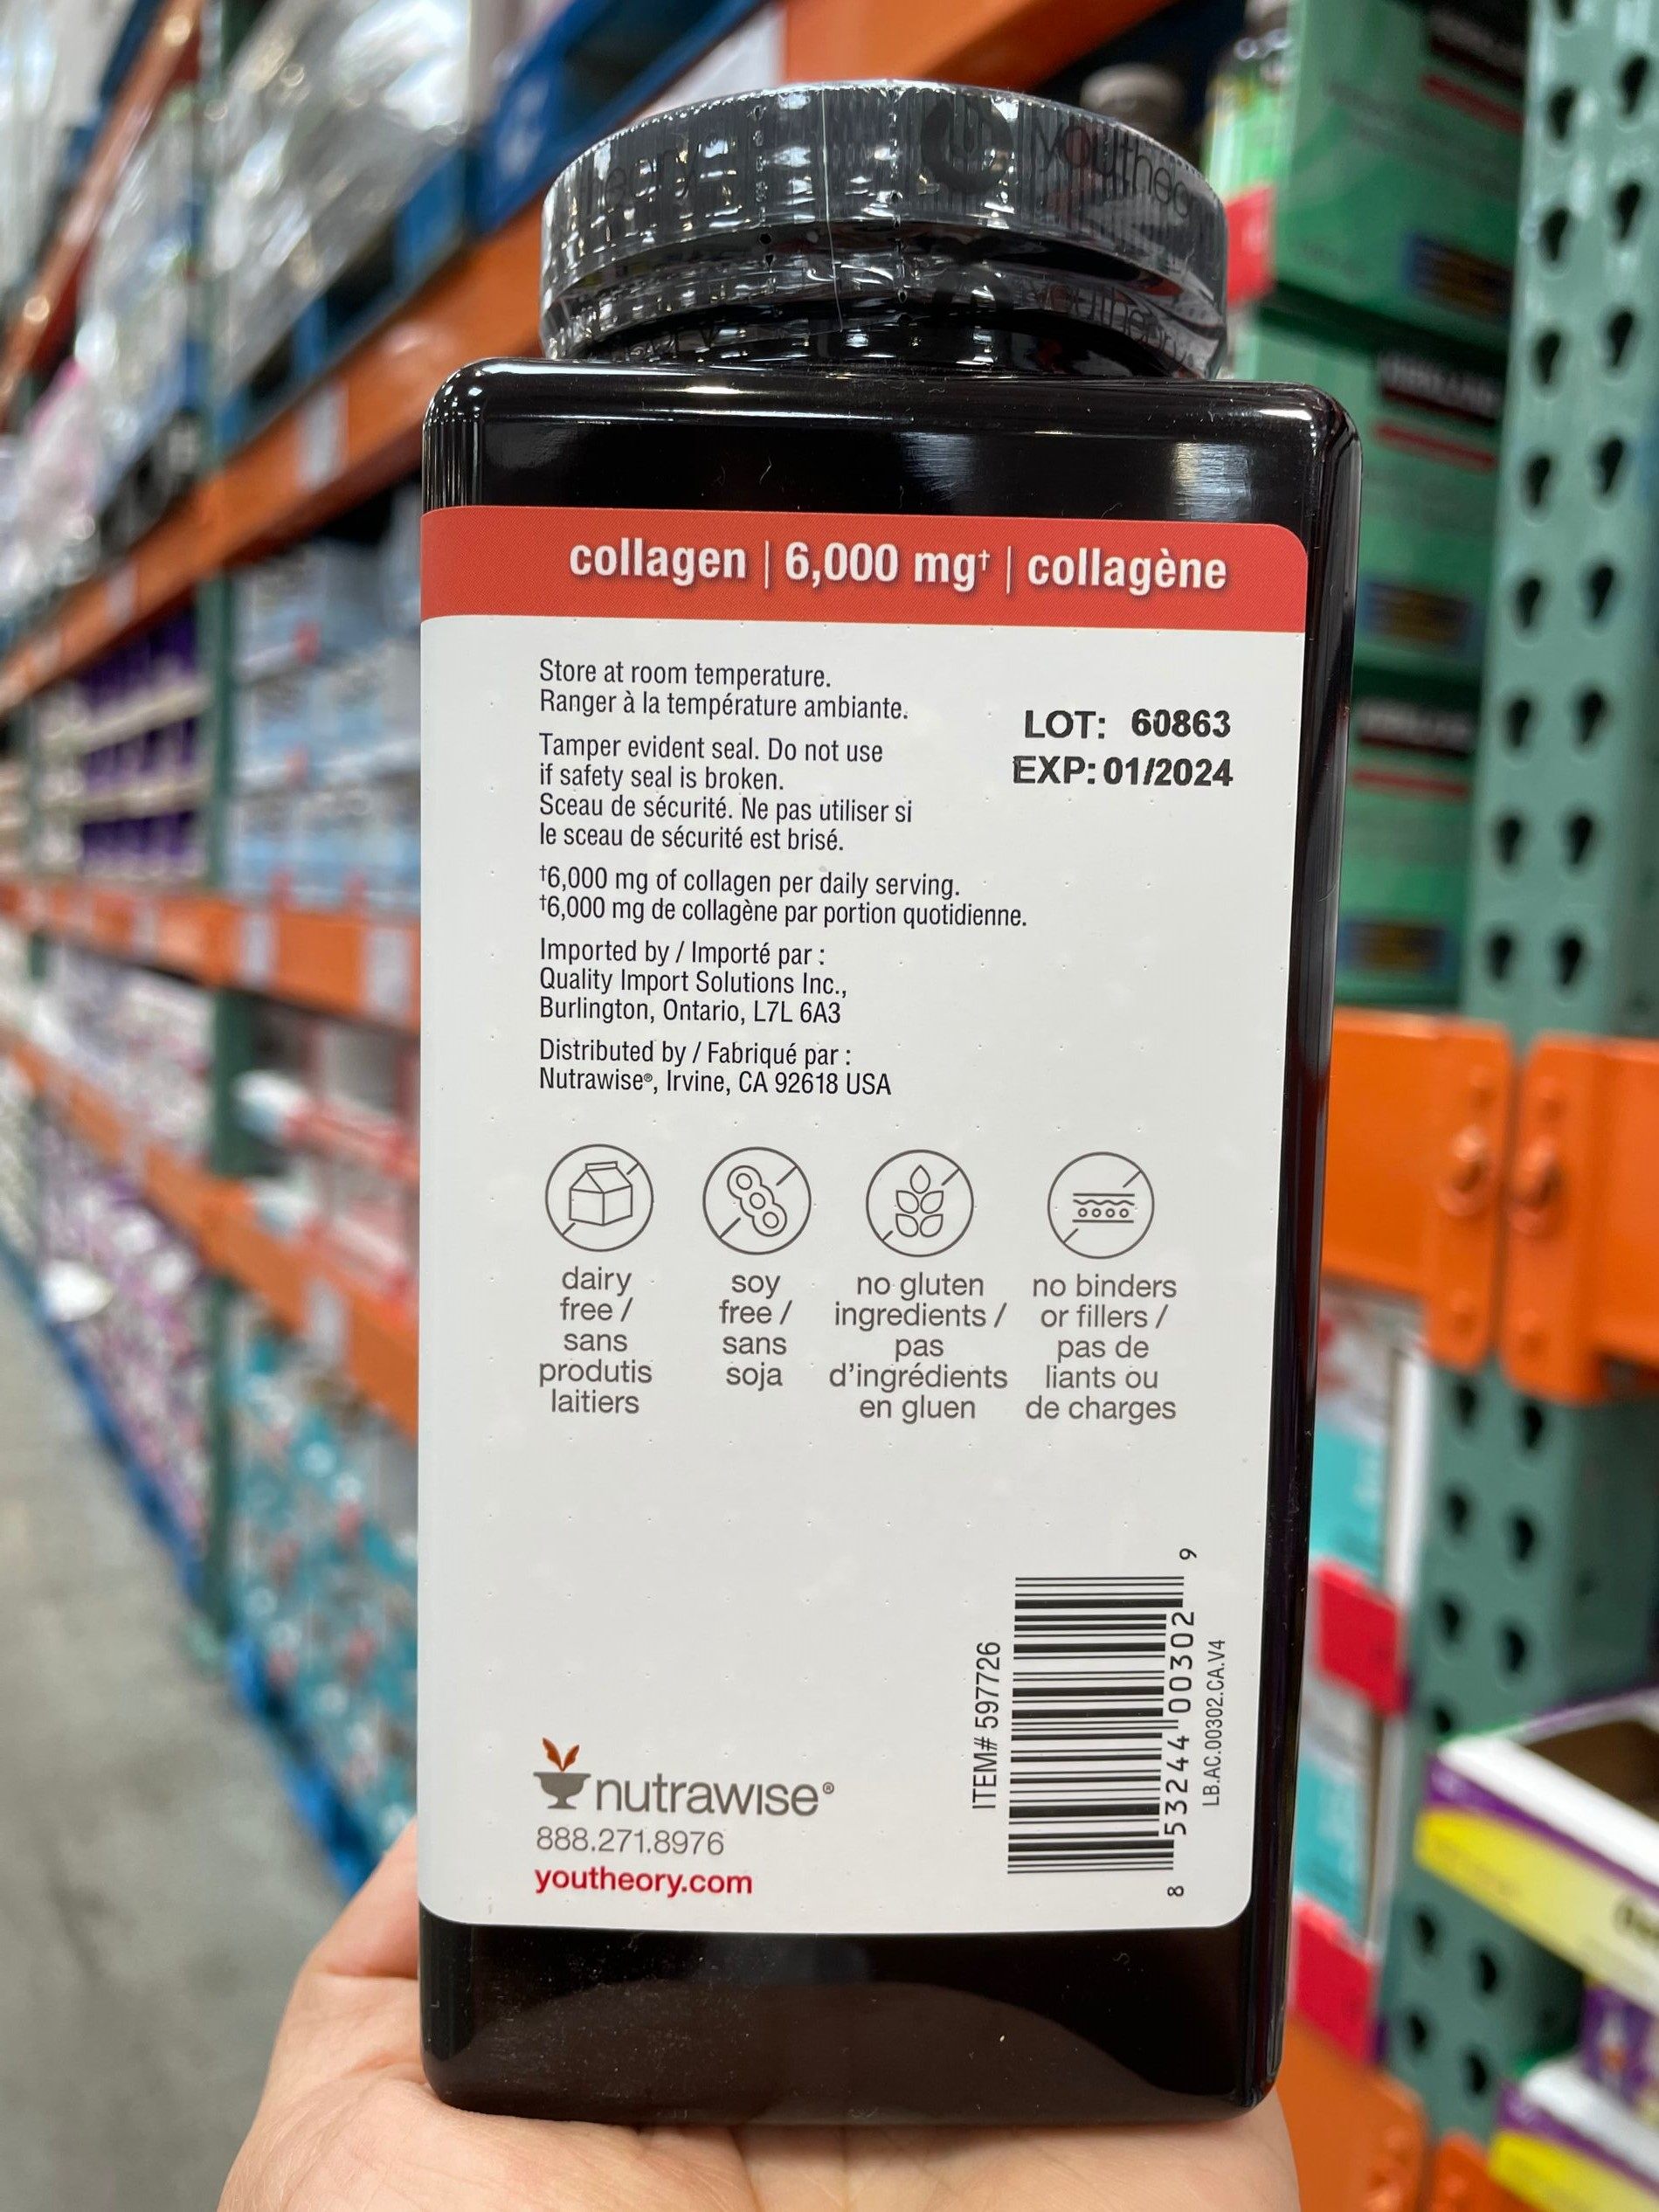 youtheory
collagen | 6,000 mg† | collagène
Store at room temperature.
Ranger à la température ambiante.
LOT: 60863
EXP: 01/2024
Tamper evident seal. Do not use
if safety seal is broken.
Sceau de sécurité. Ne pas utiliser si
le sceau de sécurité est brisé.
†6,000 mg of collagen per daily serving.
†6,000 mg de collagène par portion quotidienne.
Imported by / Importé par :
Quality Import Solutions Inc.,
Burlington, Ontario, L7L 6A3
Distributed by / Fabriqué par :
Nutrawise®, Irvine, CA 92618 USA
dairy
free /
sans
produtis
laitiers
soy
free /
sans
soja
no gluten
ingredients /
pas
d'ingrédients
en gluen
no binders
or fillers /
pas de
liants ou
de charges
ITEM# 597726
8 53244 00302 9
LB.AC.00302.CA.V4
nutrawise®
888.271.8976
youtheory.com